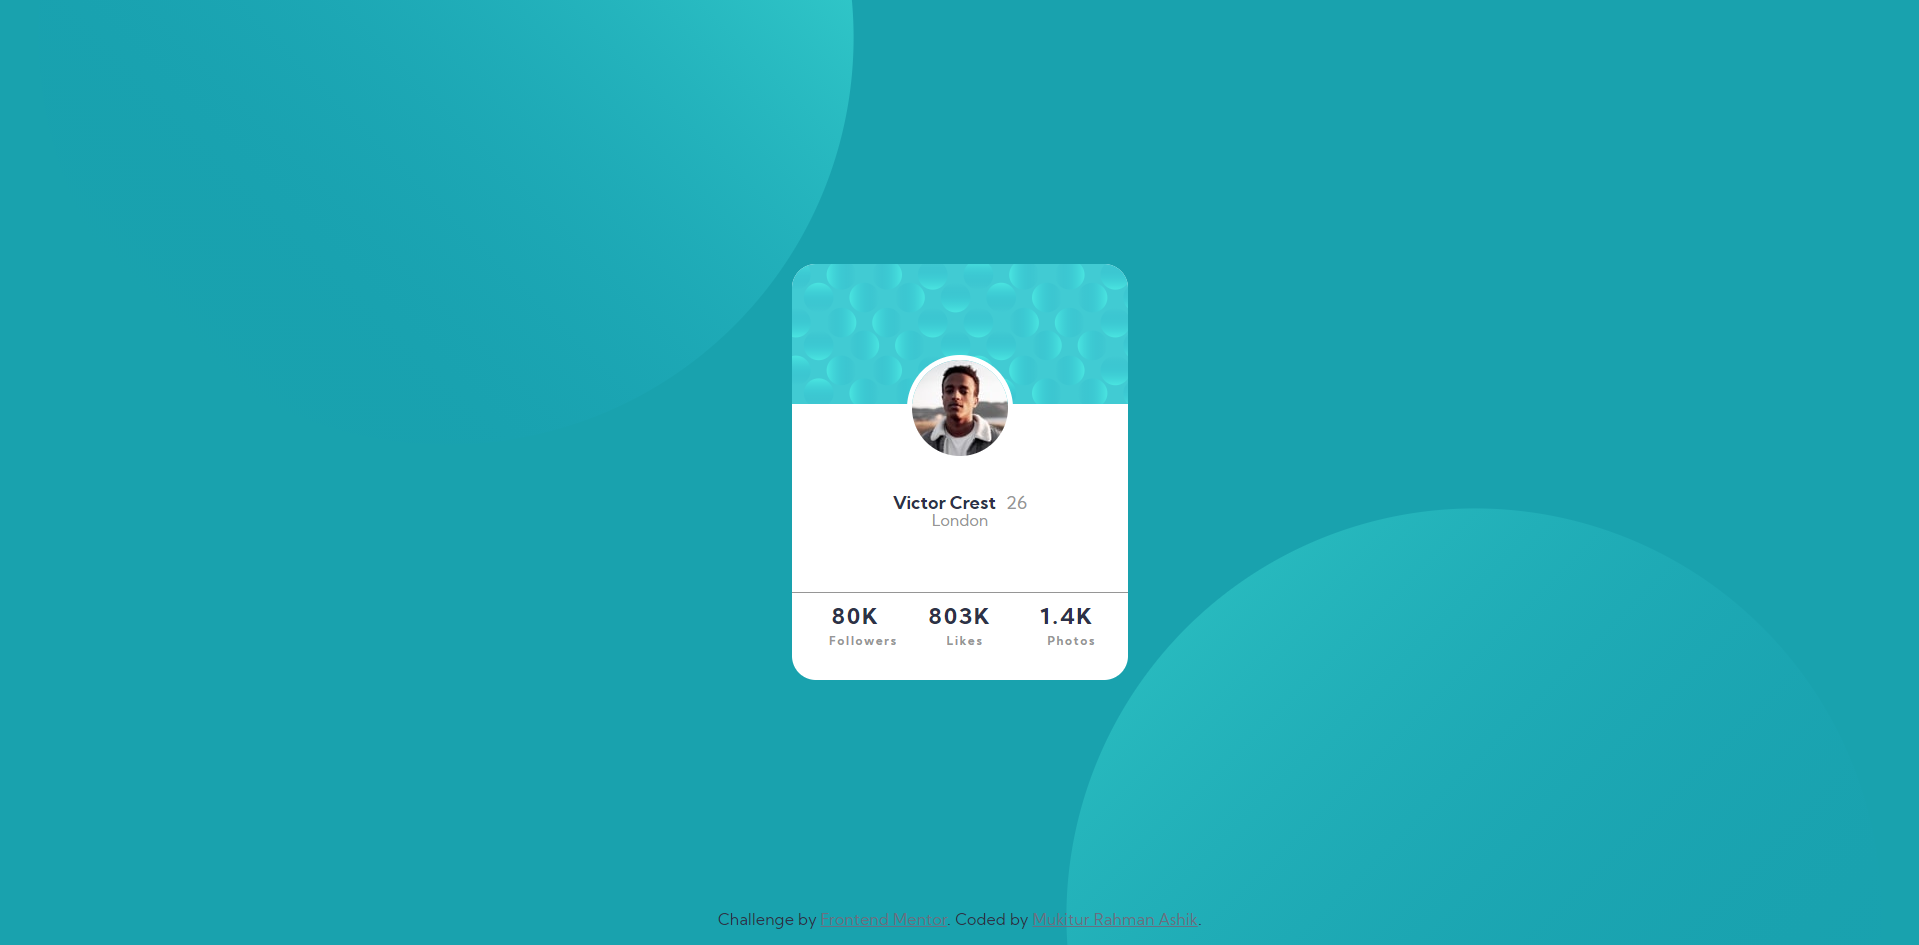 Victor Crest 26
London
80K 803K 1.4K
Followers Likes Photos
Challenge by Frontend Mentor. Coded by Mukitur Rahman Ashik.